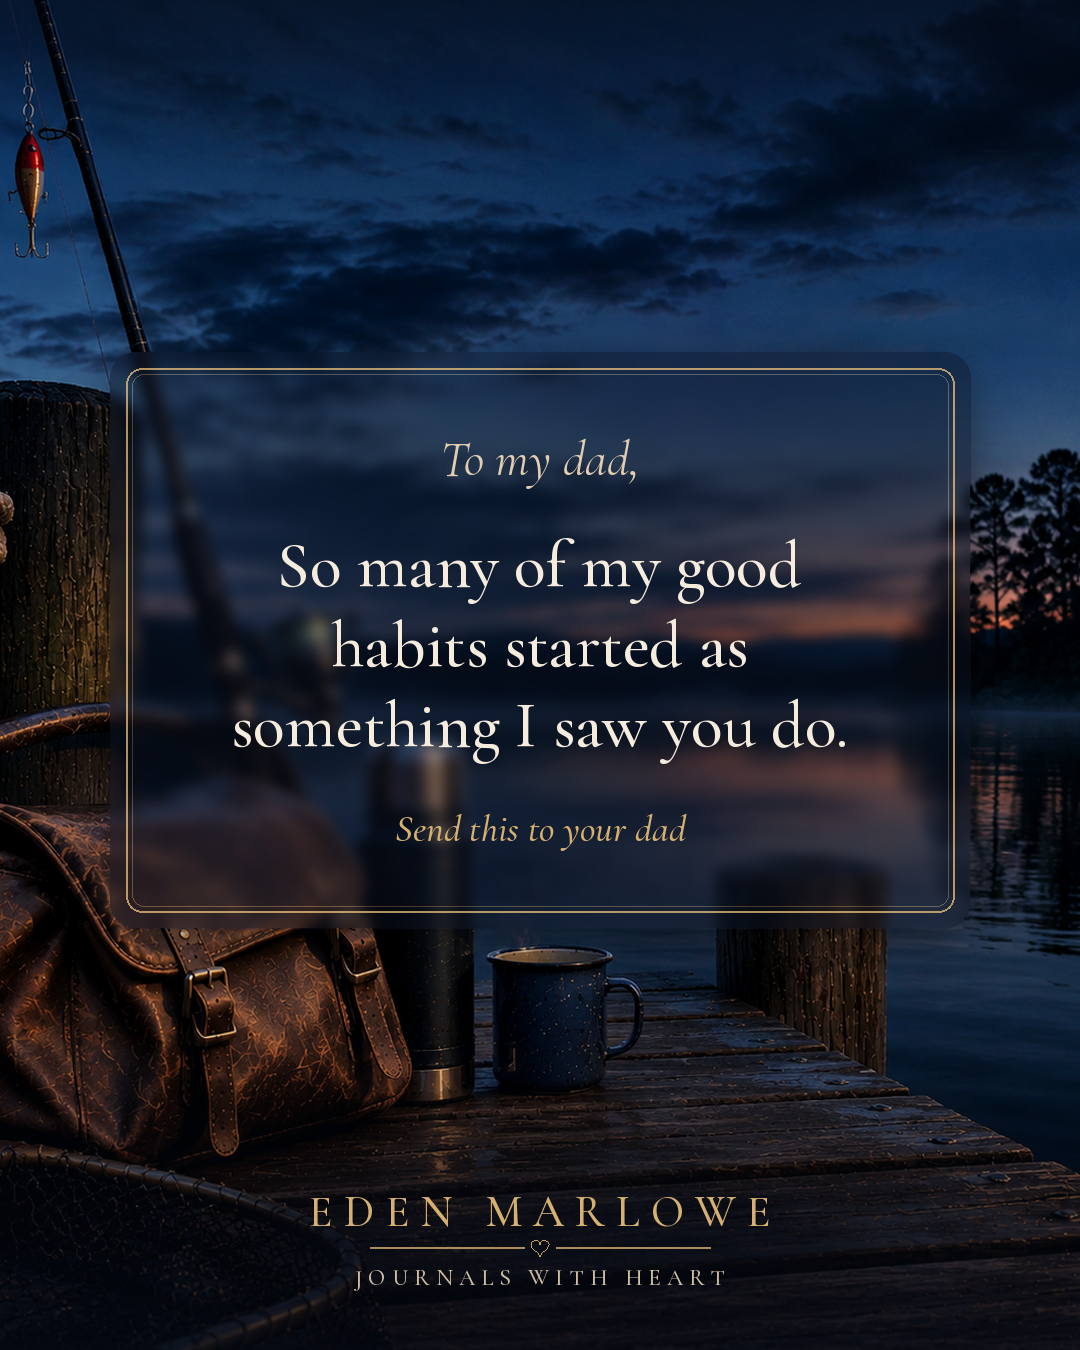 To my dad,
So many of my good
habits started as
something I saw you do.
Send this to your dad
EDEN MARLOWE
JOURNALS WITH HEART